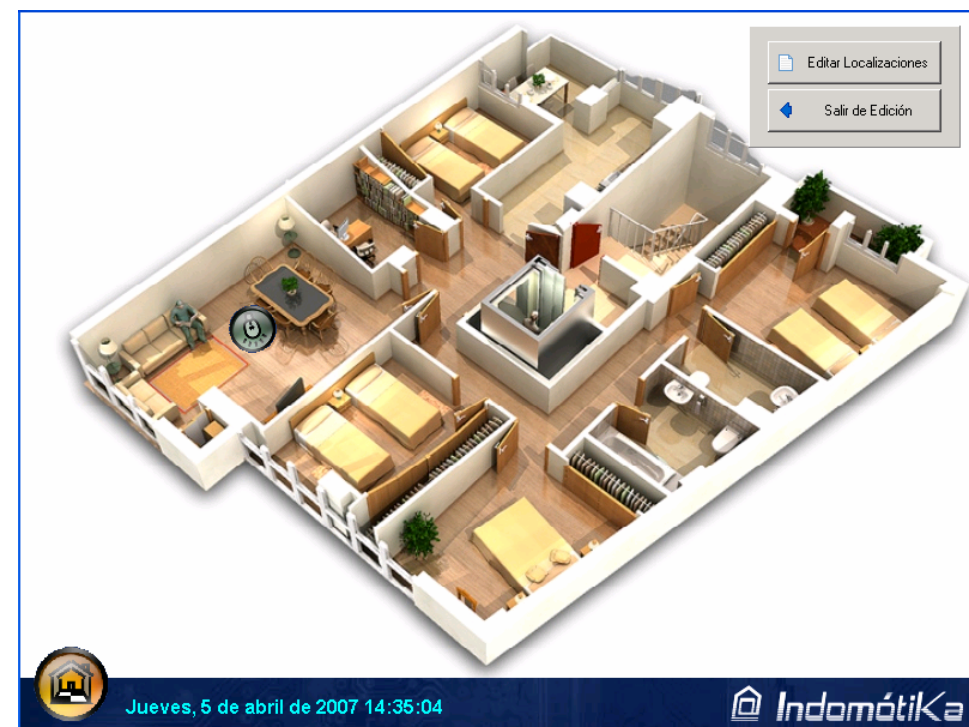 Editar Localizaciones
Salir de Edición
Jueves, 5 de abril de 2007 14:35:04
IndomótiKa